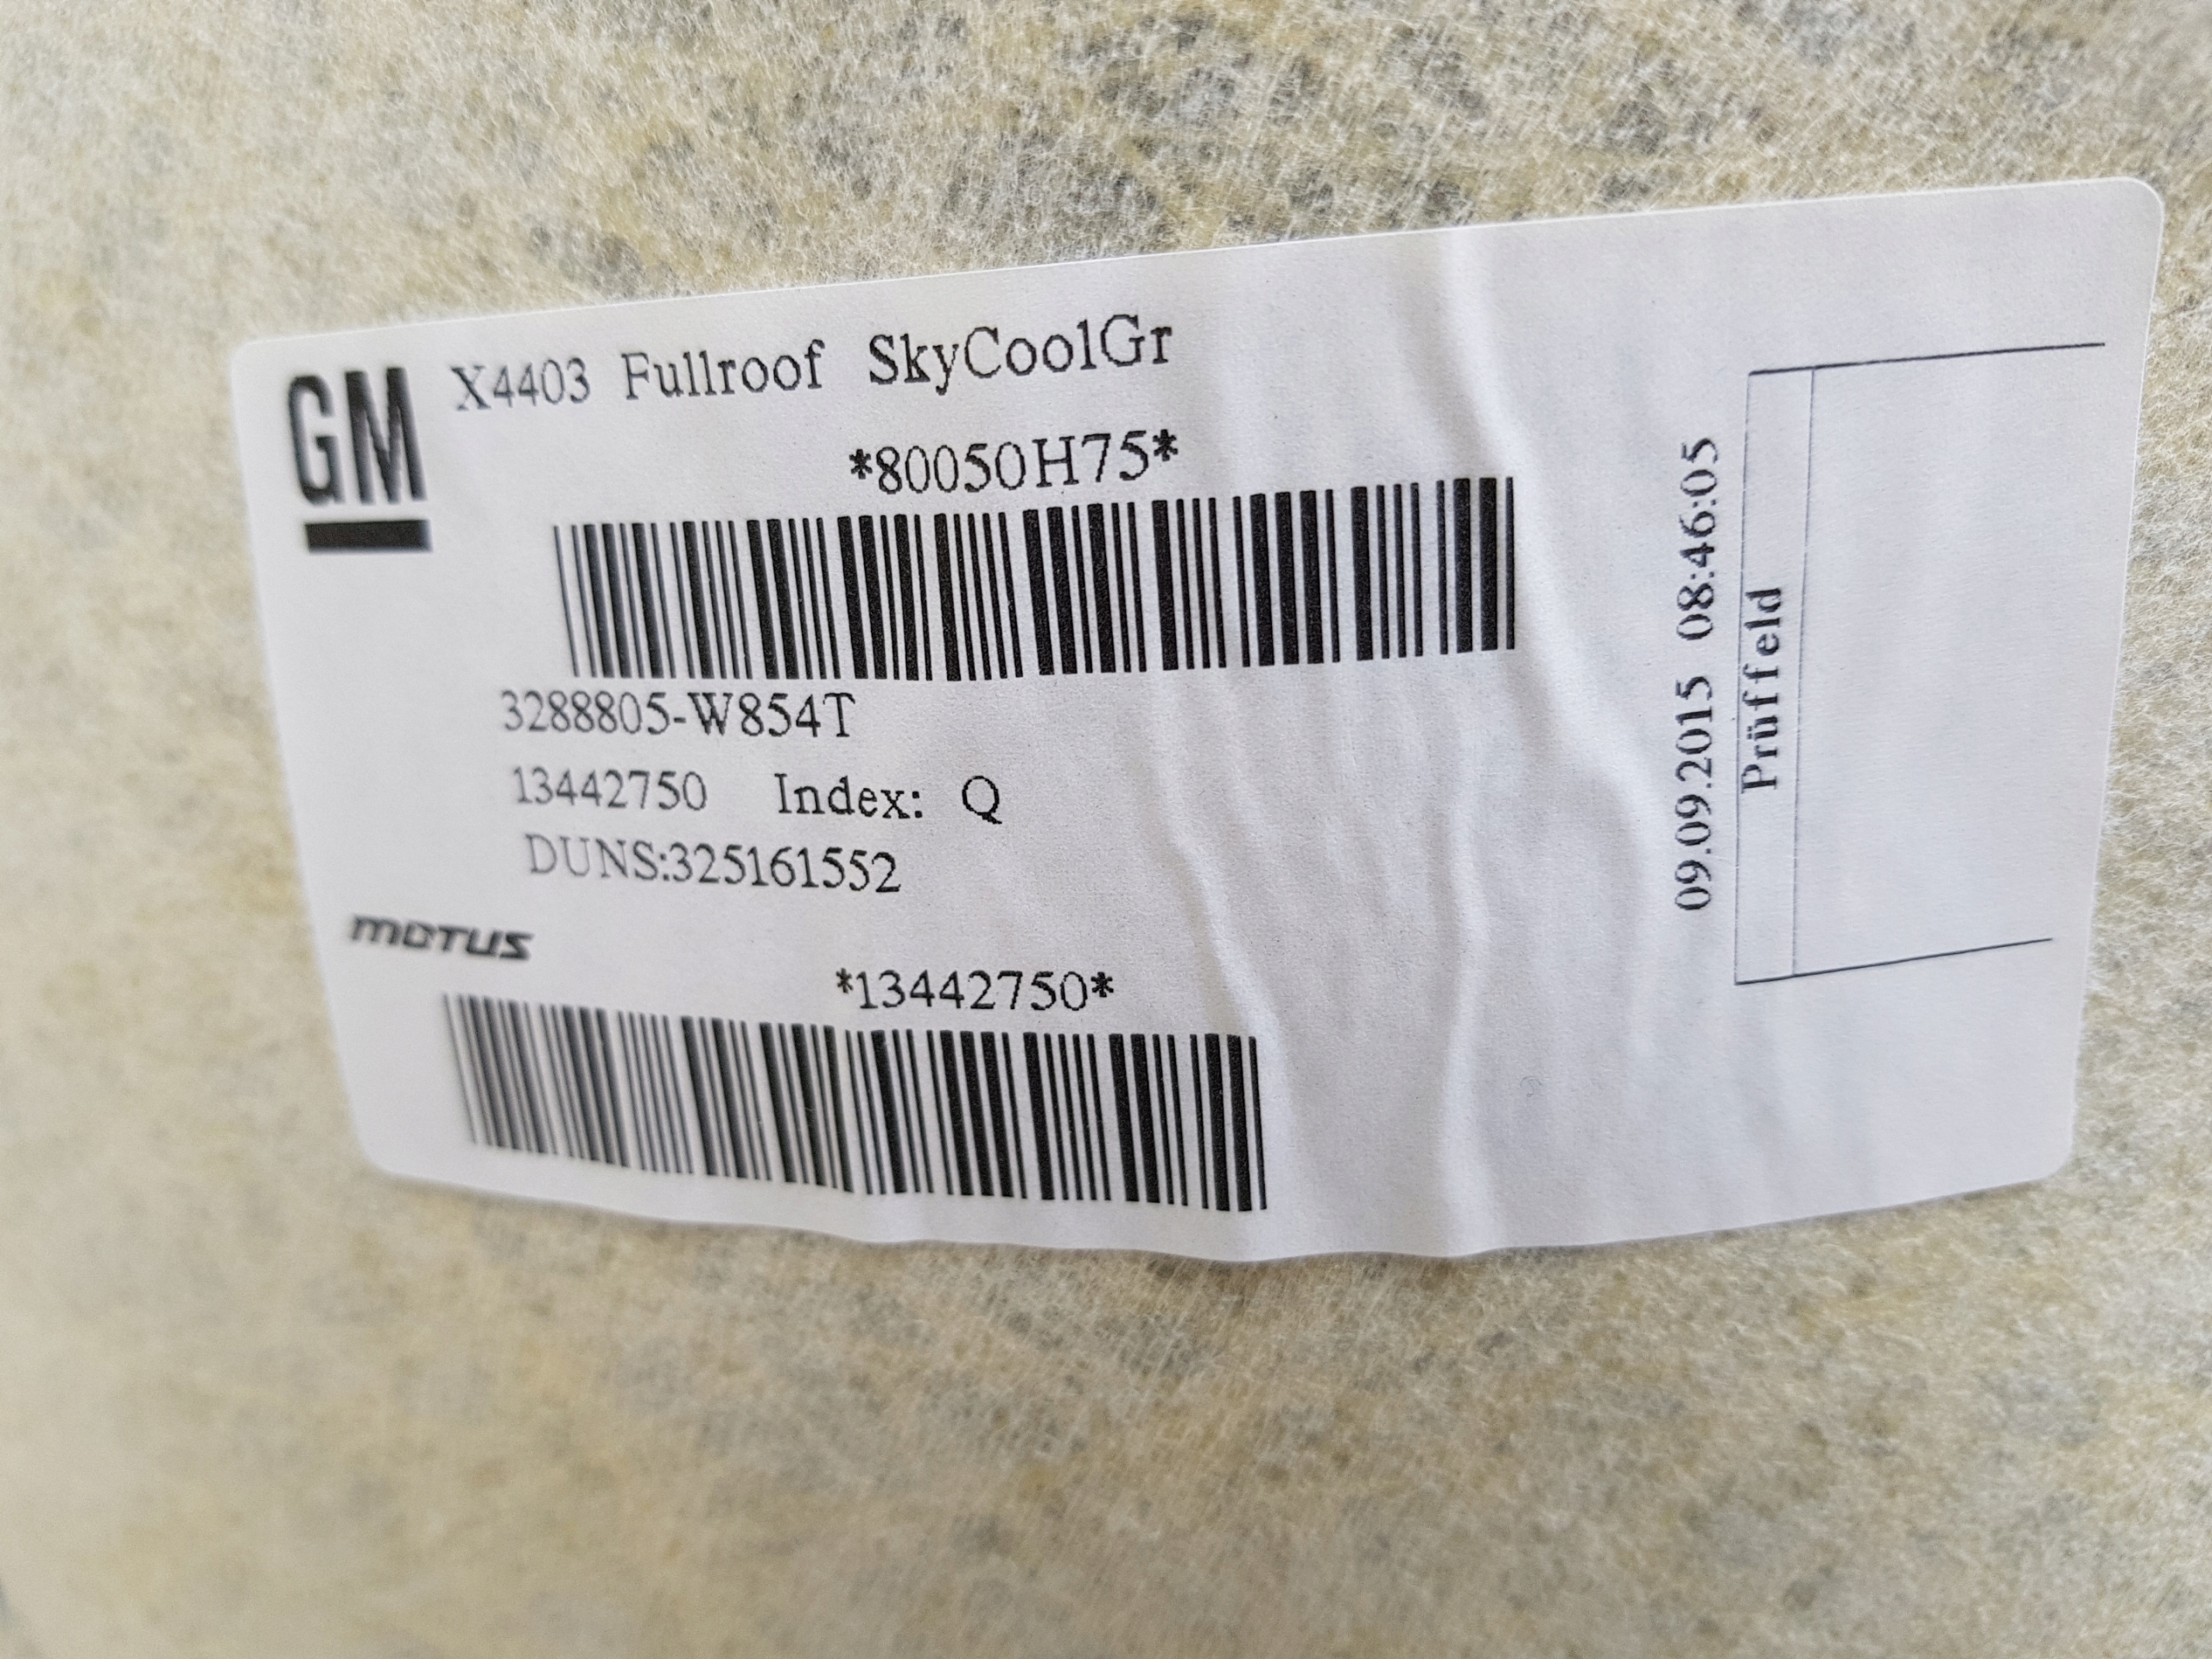 GM
X4403 Fullroof SkyCoolGr
*80050H75*
3288805-W854T
13442750 Index: Q
DUNS:325161552
MOTUS
*13442750*
09.09.2015 08:46:05
Prüffeld